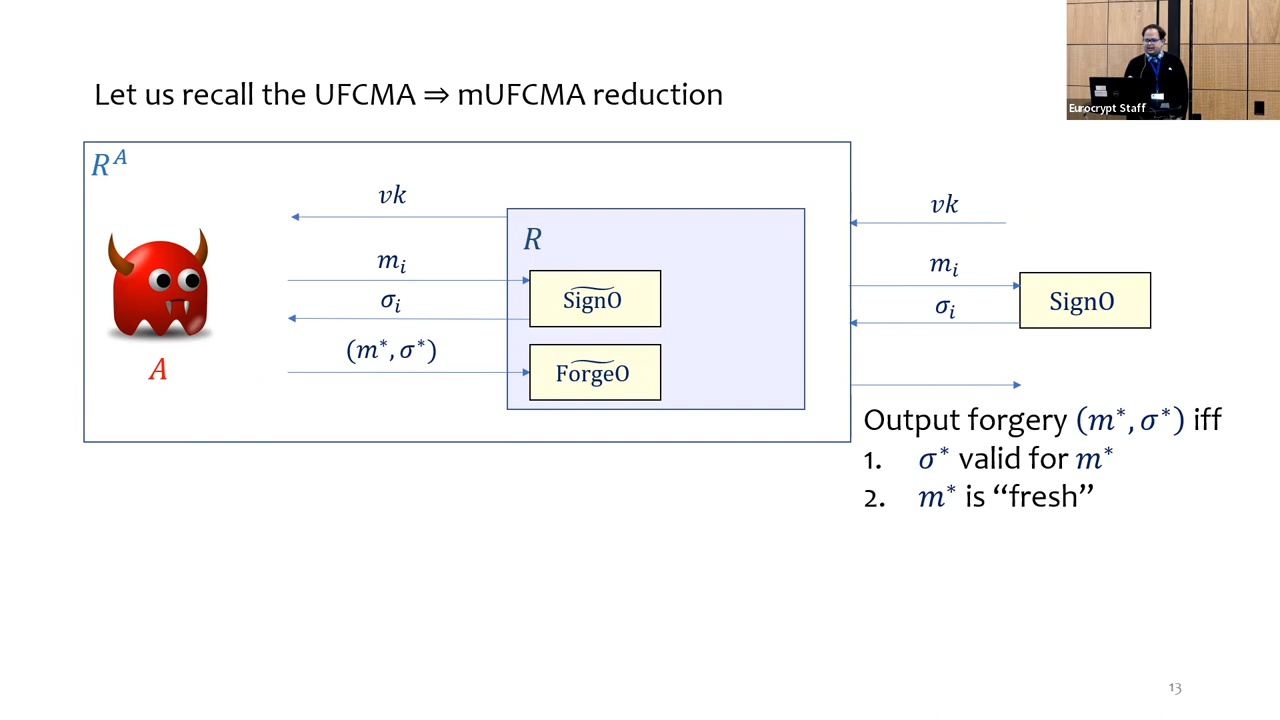 Let us recall the UFCMA ⇒ mUFCMA reduction
Eurocrypt Staff
R^A
vk
R
m_i
SignO
σ_i
(m*, σ*)
ForgeO
A
vk
m_i
σ_i
SignO
Output forgery (m*, σ*) iff
1. σ* valid for m*
2. m* is “fresh”
13